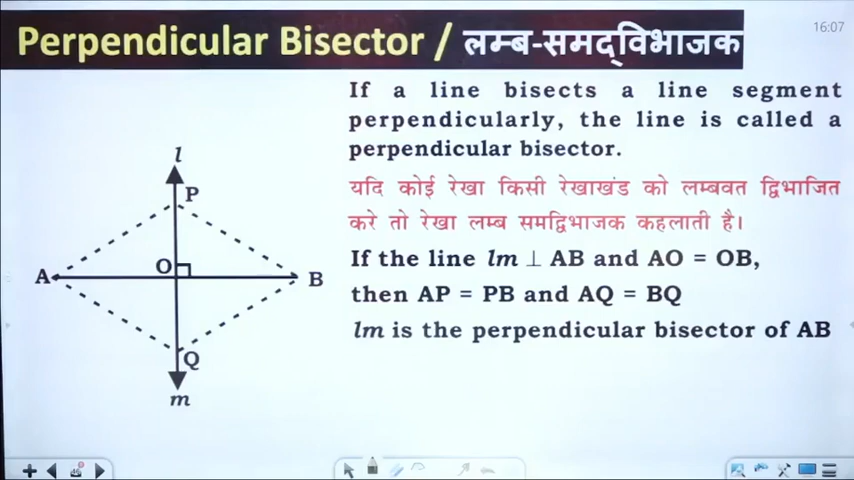 Perpendicular Bisector / लम्ब-समद्विभाजक
16:07
If a line bisects a line segment
perpendicularly, the line is called a
perpendicular bisector.
यदि कोई रेखा किसी रेखाखंड को लम्बवत द्विभाजित
करे तो रेखा लम्ब समद्विभाजक कहलाती है।
If the line lm ⊥ AB and AO = OB,
then AP = PB and AQ = BQ
lm is the perpendicular bisector of AB
l
P
O
A
B
Q
m